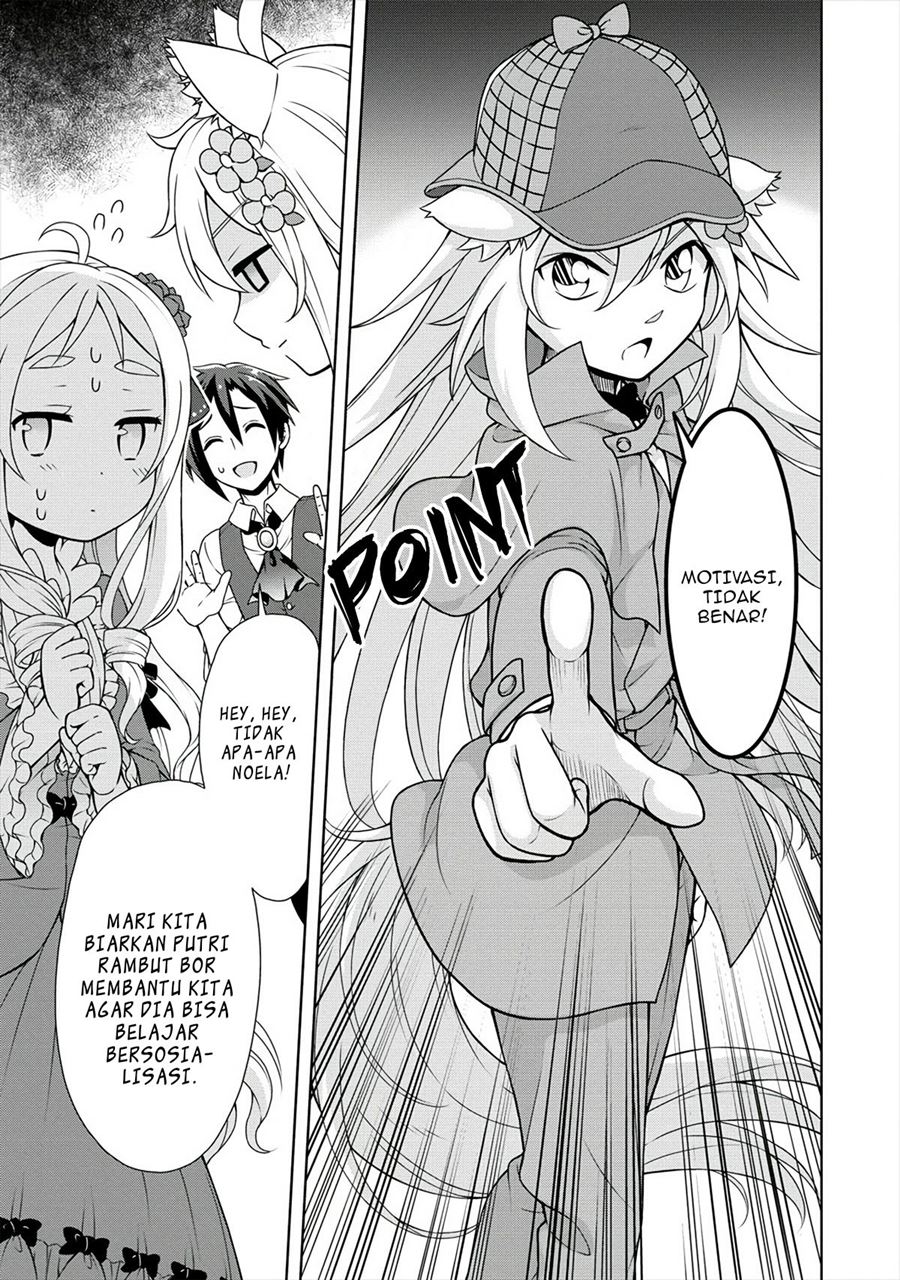 MOTIVASI,
TIDAK
BENAR!
POINT
HEY, HEY,
TIDAK
APA-APA
NOELA!
MARI KITA
BIARKAN PUTRI
RAMBUT BOR
MEMBANTU KITA
AGAR DIA BISA
BELAJAR
BERSOSIA-
LISASI.